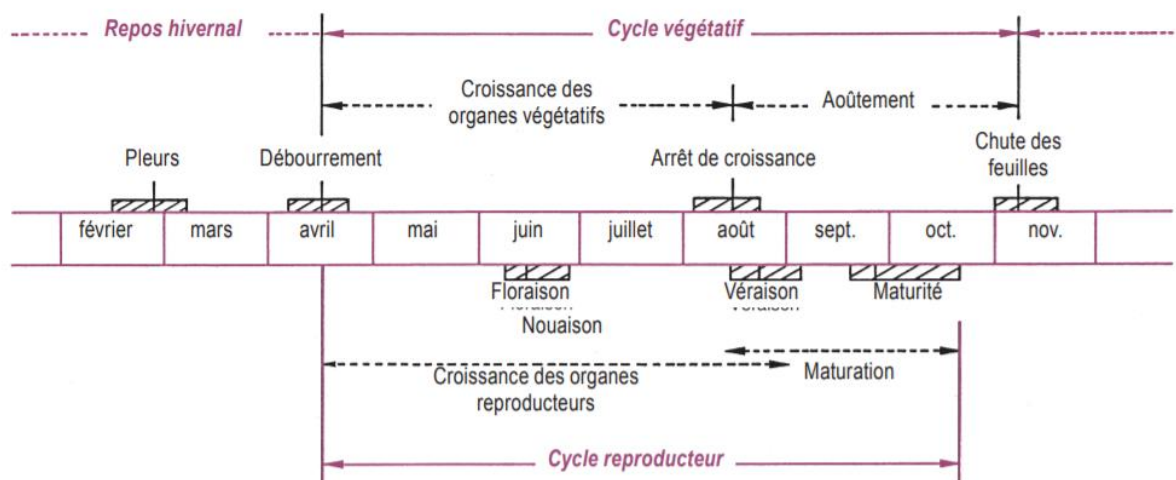 Repos hivernal
Cycle végétatif
Croissance des
organes végétatifs
Aoûtement
Pleurs
Débourrement
Arrêt de croissance
Chute des
feuilles
février mars avril mai juin juillet août sept. oct. nov.
Floraison
Véraison
Maturité
Floraison
Véraison
Nouaison
Croissance des organes
reproducteurs
Maturation
Cycle reproducteur